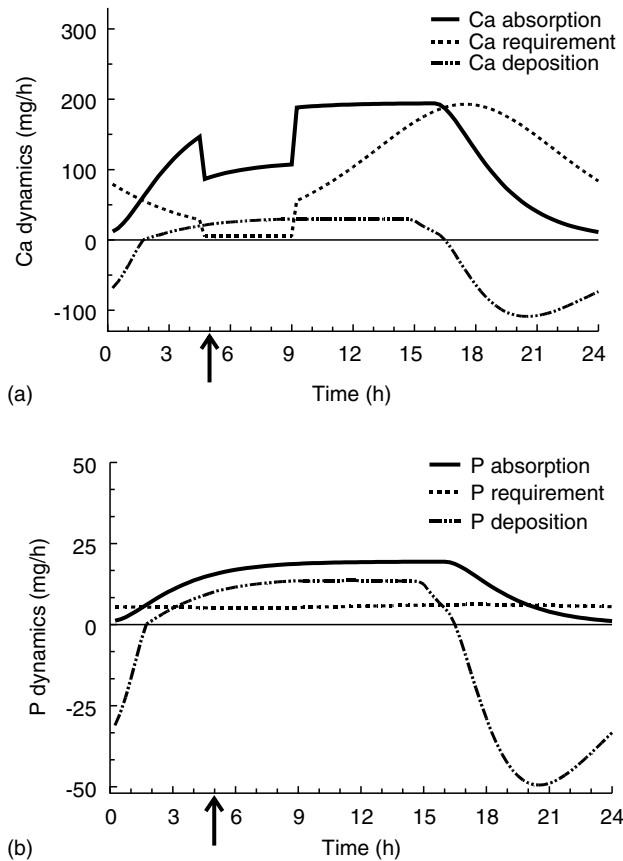 Ca absorption
Ca requirement
Ca deposition
300
200
100
0
-100
Ca dynamics (mg/h)
0 3 6 9 12 15 18 21 24
(a) Time (h)
P absorption
P requirement
P deposition
50
25
0
-25
-50
P dynamics (mg/h)
0 3 6 9 12 15 18 21 24
(b) Time (h)